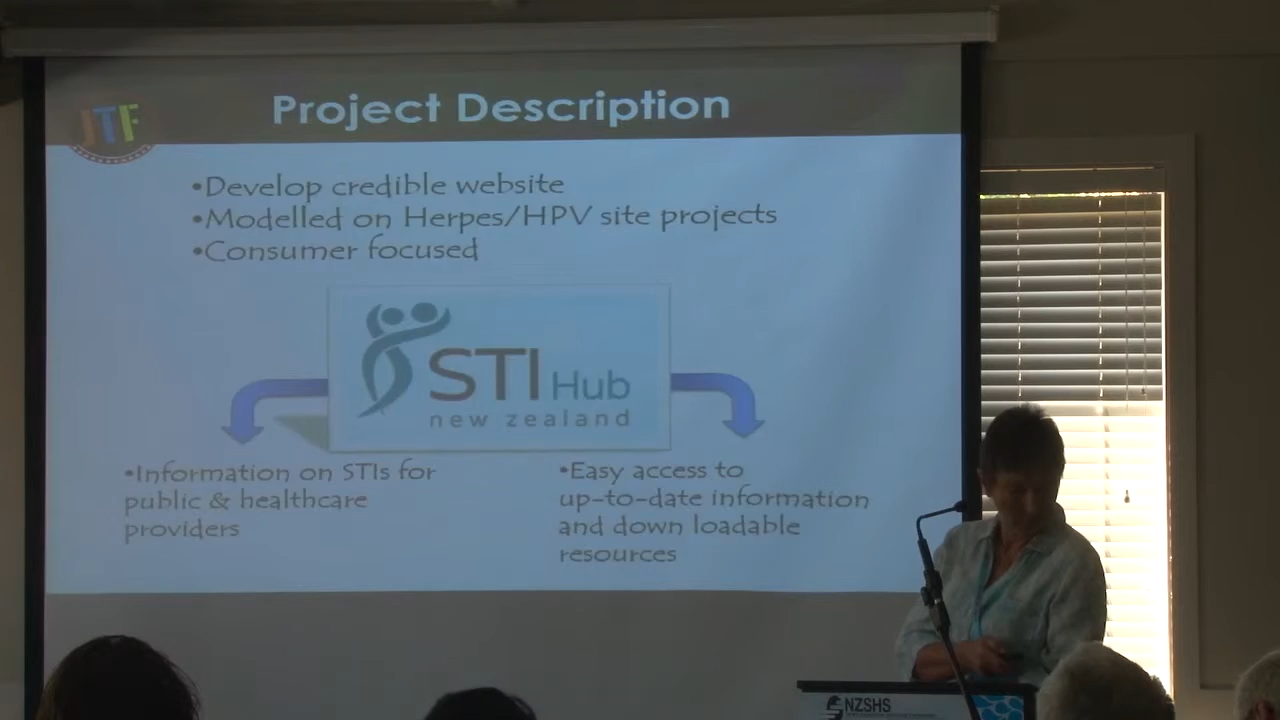 JTF
Project Description
•Develop credible website
•Modelled on Herpes/HPV site projects
•Consumer focused
STI Hub
new zealand
•Information on STIs for
public & healthcare
providers
•Easy access to
up-to-date information
and down loadable
resources
NZSHS